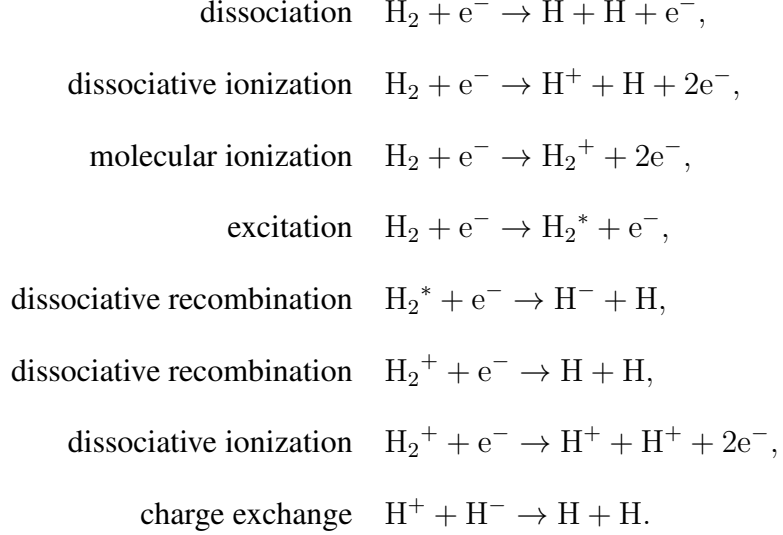 dissociation H₂ + e⁻ → H + H + e⁻,
dissociative ionization H₂ + e⁻ → H⁺ + H + 2e⁻,
molecular ionization H₂ + e⁻ → H₂⁺ + 2e⁻,
excitation H₂ + e⁻ → H₂* + e⁻,
dissociative recombination H₂* + e⁻ → H⁻ + H,
dissociative recombination H₂⁺ + e⁻ → H + H,
dissociative ionization H₂⁺ + e⁻ → H⁺ + H⁺ + 2e⁻,
charge exchange H⁺ + H⁻ → H + H.